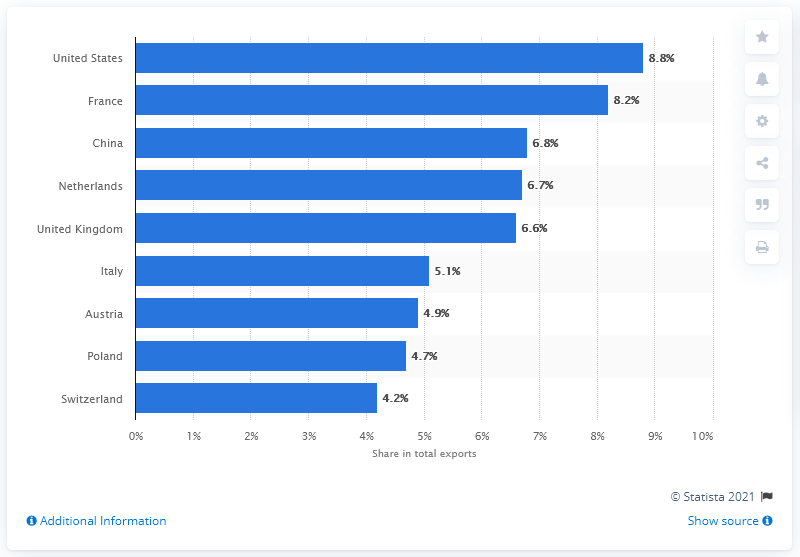 United States 8.8%
France 8.2%
China 6.8%
Netherlands 6.7%
United Kingdom 6.6%
Italy 5.1%
Austria 4.9%
Poland 4.7%
Switzerland 4.2%
0% 1% 2% 3% 4% 5% 6% 7% 8% 9% 10%
Share in total exports
© Statista 2021
Additional Information Show source